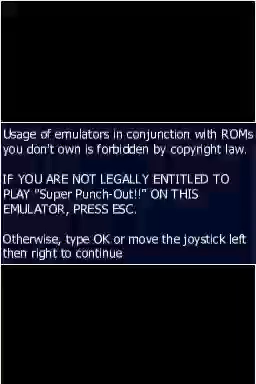 Usage of emulators in conjunction with ROMs
you don't own is forbidden by copyright law.
IF YOU ARE NOT LEGALLY ENTITLED TO
PLAY "Super Punch-Out!!" ON THIS
EMULATOR, PRESS ESC.
Otherwise, type OK or move the joystick left
then right to continue